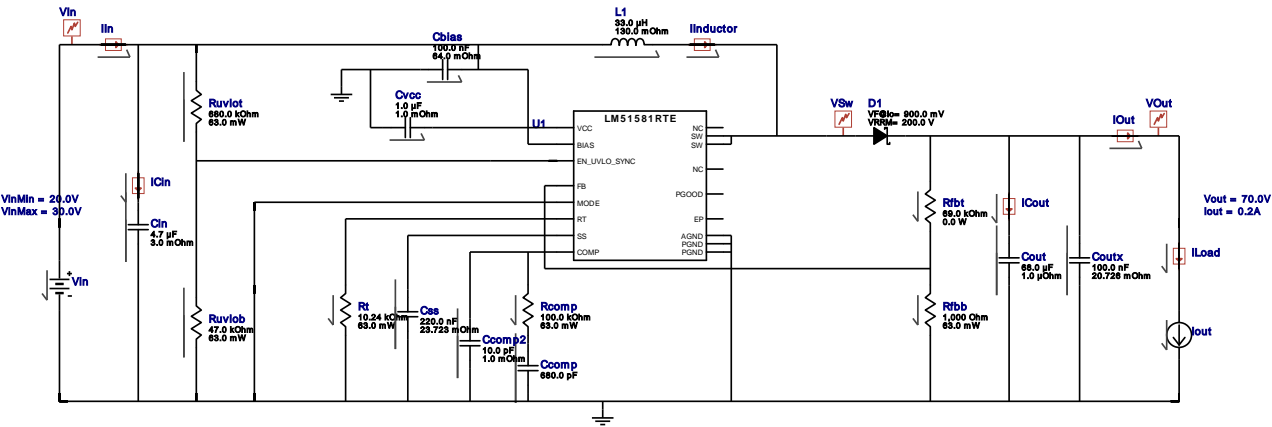 Vin
Iin
L1
33.0 µH
130.0 mOhm
IInductor
Cbias
100.0 nF
64.0 mOhm
Cvcc
1.0 µF
1.0 mOhm
Ruvlot
680.0 kOhm
63.0 mW
U1
LM51581RTE
VCC
BIAS
EN_UVLO_SYNC
FB
MODE
RT
SS
COMP
NC
SW
SW
NC
PGOOD
EP
AGND
PGND
PGND
VSw
D1
VRRM= 200.0 V
IOut
VOut
VinMin = 20.0V
VinMax = 30.0V
ICin
Cin
4.7 µF
3.0 mOhm
Rfbt
69.0 kOhm
0.0 W
ICout
Vout = 70.0V
Iout = 0.2A
Cout
68.0 µF
1.0 µOhm
Coutx
100.0 nF
20.726 mOhm
ILoad
+
Vin
-
Ruvlob
47.0 kOhm
63.0 mW
Rt
10.24 kOhm
63.0 mW
Css
220.0 nF
23.723 mOhm
Ccomp2
10.0 pF
1.0 mOhm
Rcomp
100.0 kOhm
63.0 mW
Ccomp
680.0 pF
Rfbb
1,000 Ohm
63.0 mW
Iout